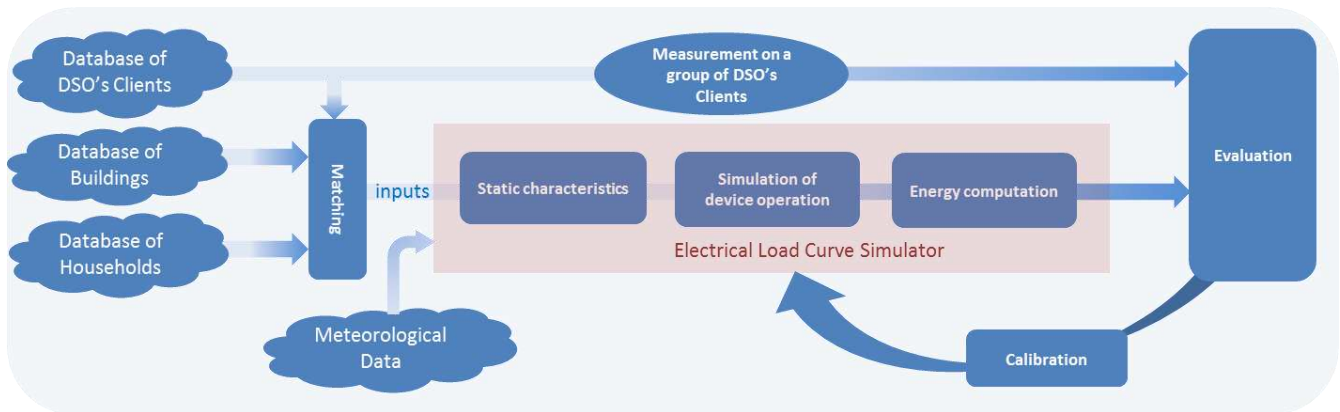 Database of
DSO's Clients
Measurement on a
group of DSO's
Clients
Evaluation
Database of
Buildings
Matching
inputs
Static characteristics
Simulation of
device operation
Energy computation
Electrical Load Curve Simulator
Database of
Households
Meteorological
Data
Calibration